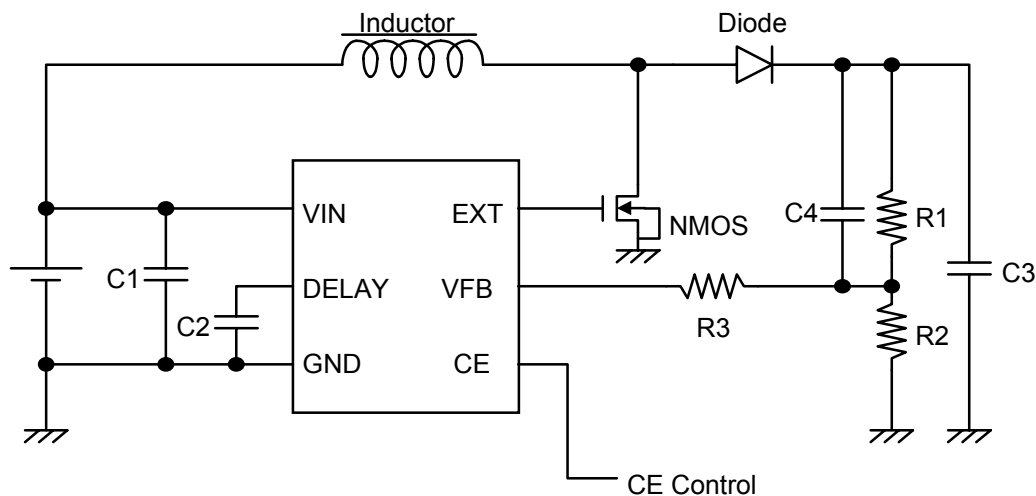 Inductor
Diode
VIN
EXT
NMOS
C4
R1
C1
DELAY
VFB
C3
C2
R3
R2
GND
CE
CE Control